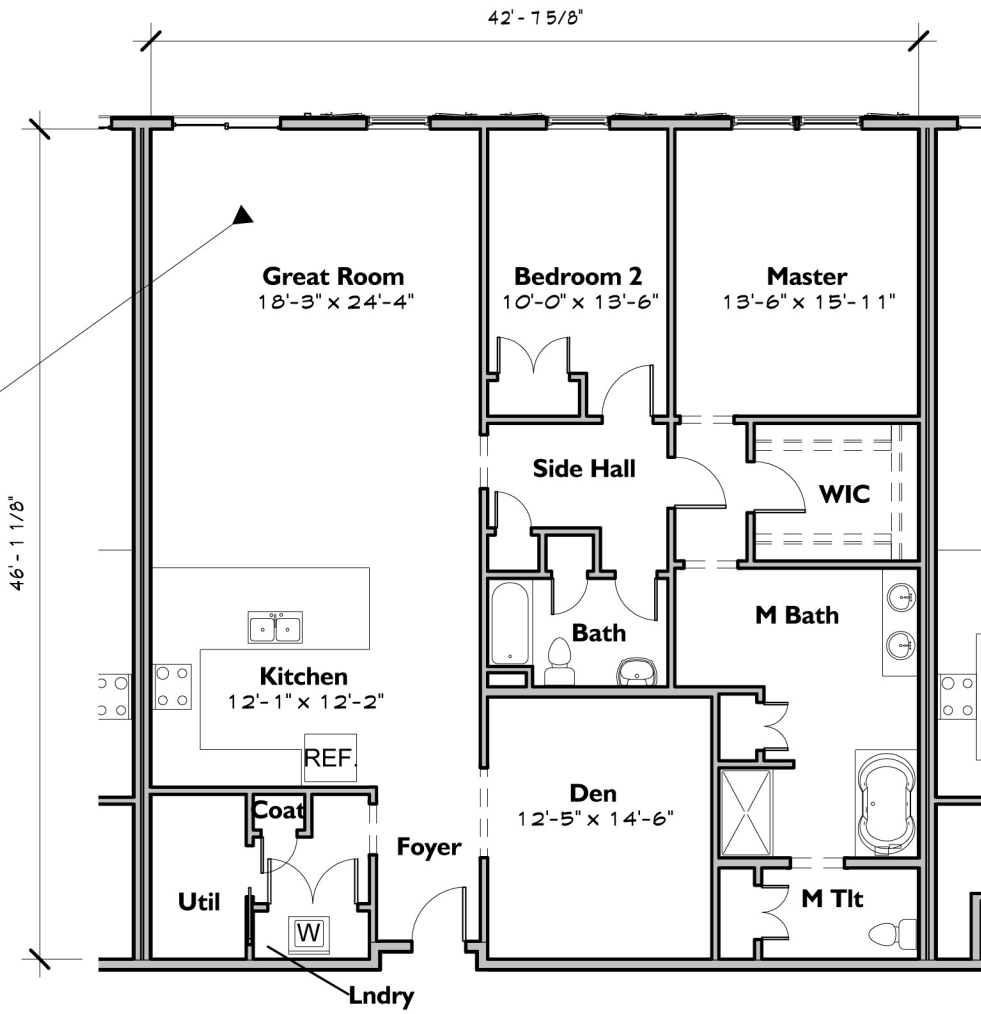 42'- 7 5/8"
46'- 1 1/8"
Great Room
18'-3" x 24'-4"
Bedroom 2
10'-0" x 13'-6"
Master
13'-6" x 15'-11"
Side Hall
WIC
M Bath
Bath
Kitchen
12'-1" x 12'-2"
REF.
Coat
Den
12'-5" x 14'-6"
Foyer
Util
M Tlt
W
Lndry